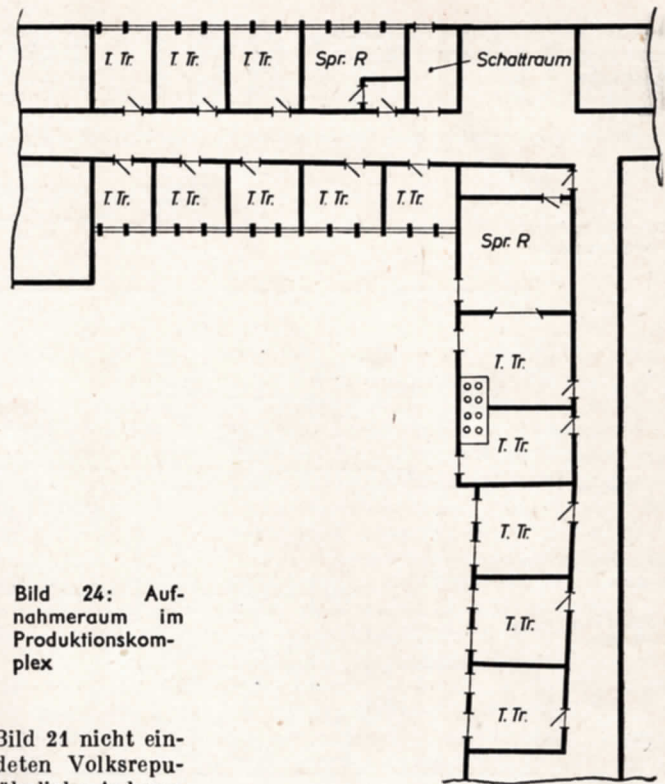 T. Tr. T. Tr. T. Tr. Spr. R Schaltraum
T. Tr. T. Tr. T. Tr. T. Tr. T. Tr.
Spr. R
T. Tr.
T. Tr.
T. Tr.
T. Tr.
T. Tr.
Bild 24: Auf-
nahmeraum im
Produktionskom-
plex
Bild 21 nicht ein-
deten Volksrepu-